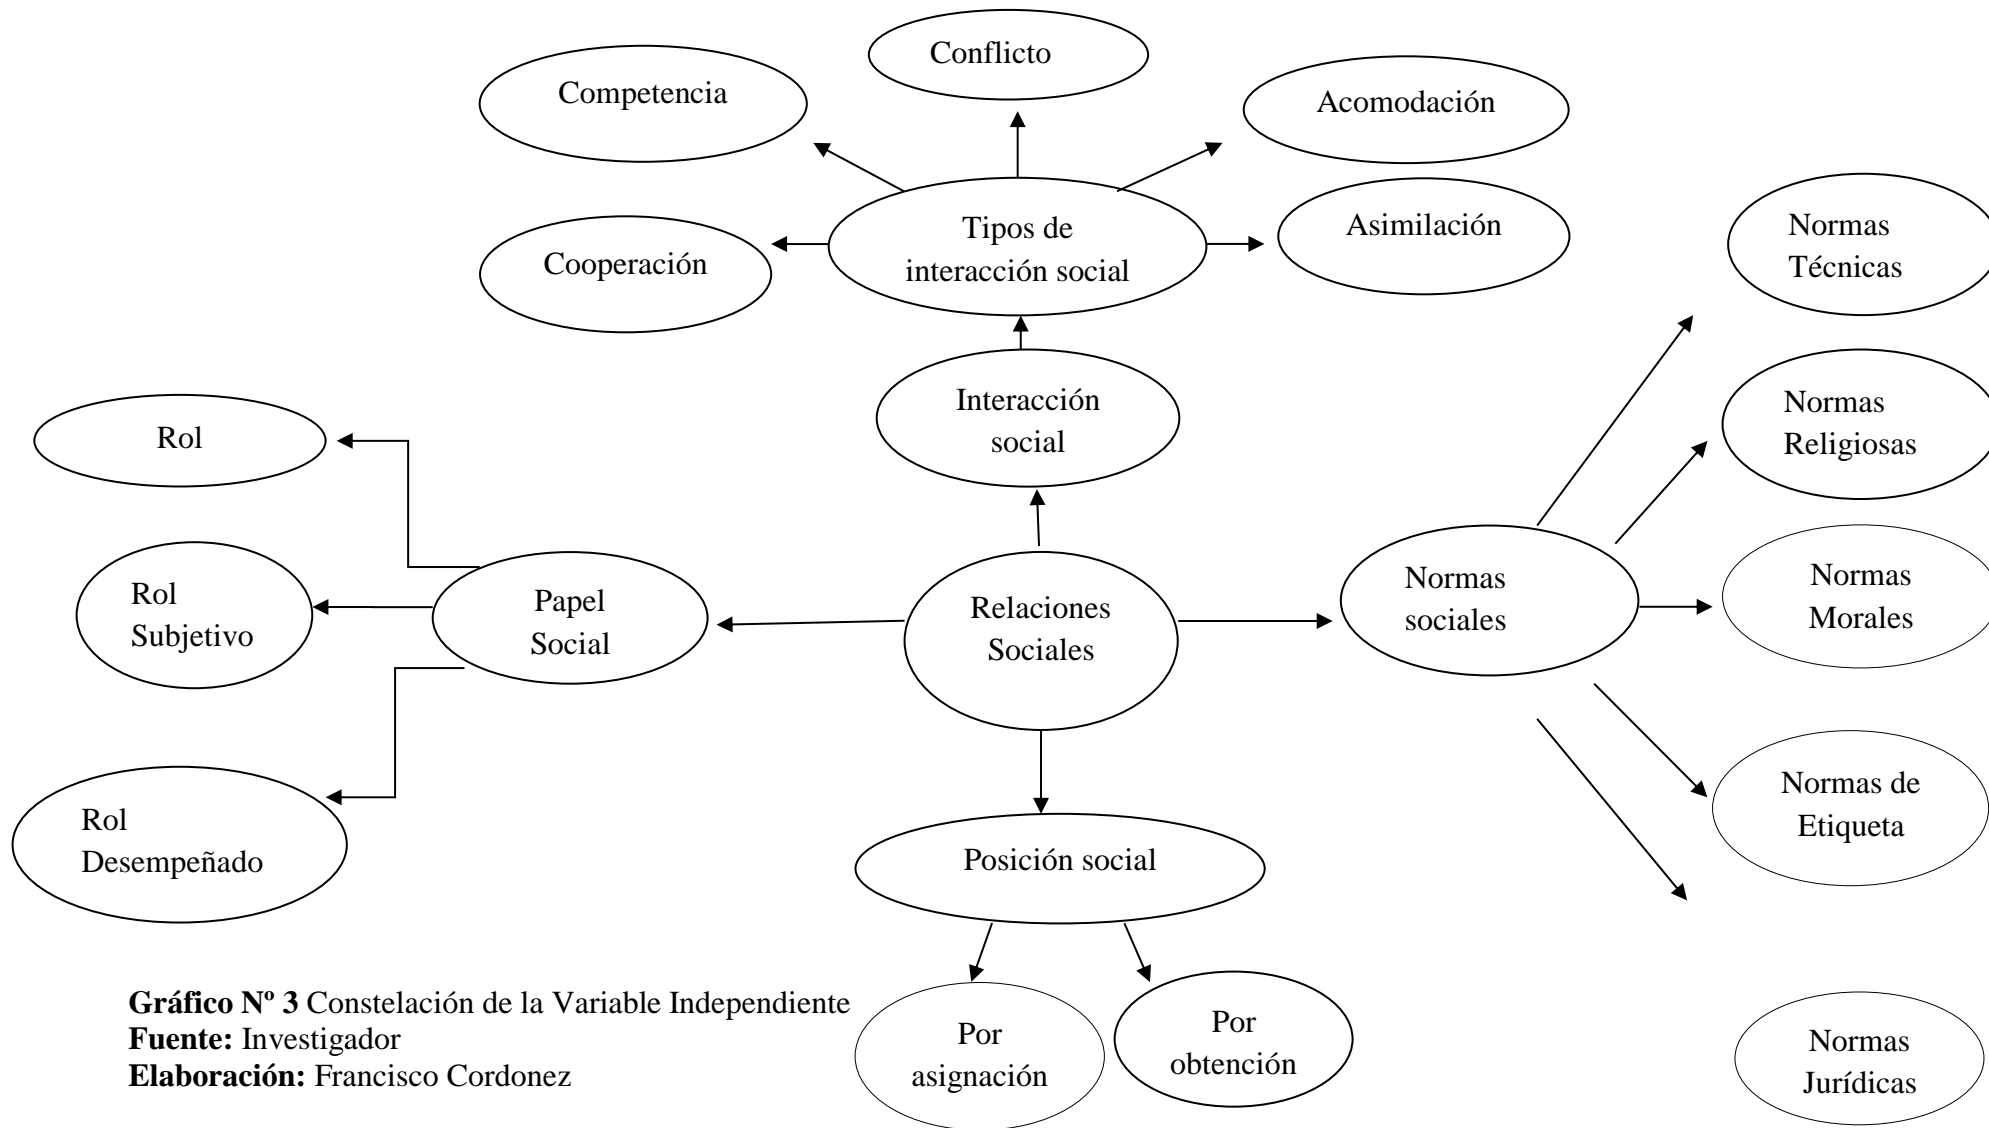 Conflicto
Competencia
Acomodación
Tipos de
interacción social
Asimilación
Cooperación
Normas
Técnicas
Interacción
social
Normas
Religiosas
Rol
Rol
Subjetivo
Papel
Social
Relaciones
Sociales
Normas
sociales
Normas
Morales
Rol
Desempeñado
Posición social
Normas de
Etiqueta
Por
asignación
Por
obtención
Normas
Jurídicas
Gráfico Nº 3 Constelación de la Variable Independiente
Fuente: Investigador
Elaboración: Francisco Cordonez